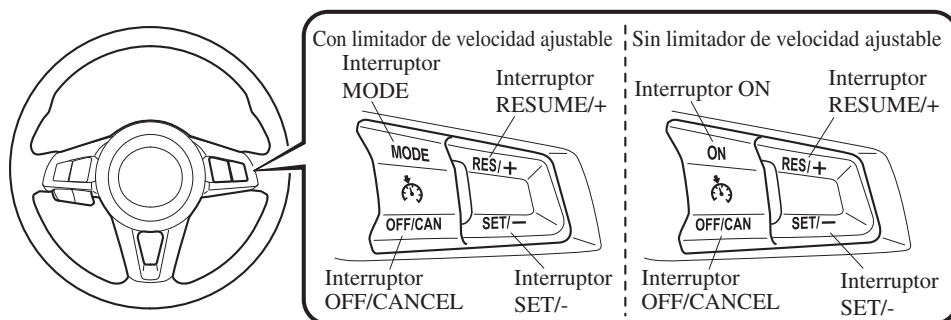 Con limitador de velocidad ajustable
Interruptor
MODE
Interruptor
RESUME/+
MODE
RES/+
OFF/CAN
SET/−
Interruptor
OFF/CANCEL
Interruptor
SET/-
Sin limitador de velocidad ajustable
Interruptor ON
Interruptor
RESUME/+
ON
RES/+
OFF/CAN
SET/−
Interruptor
OFF/CANCEL
Interruptor
SET/-